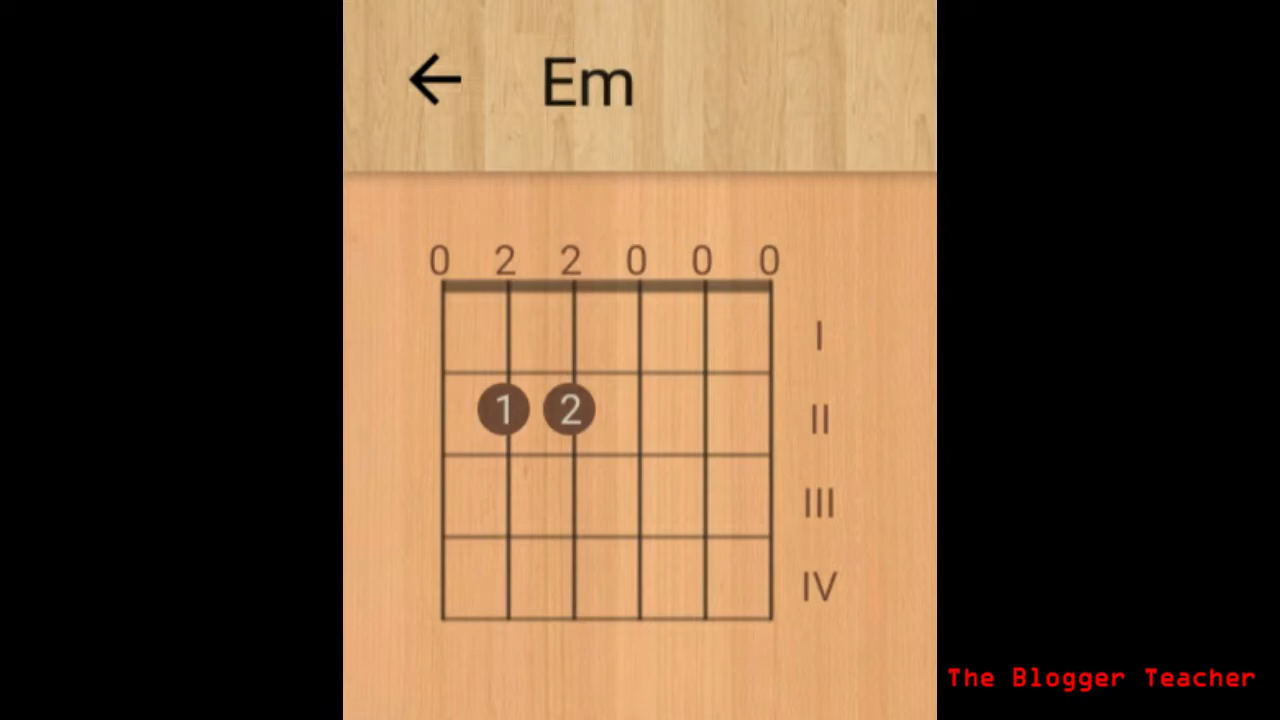 ← Em
0 2 2 0 0 0
I
1 2
II
III
IV
The Blogger Teacher